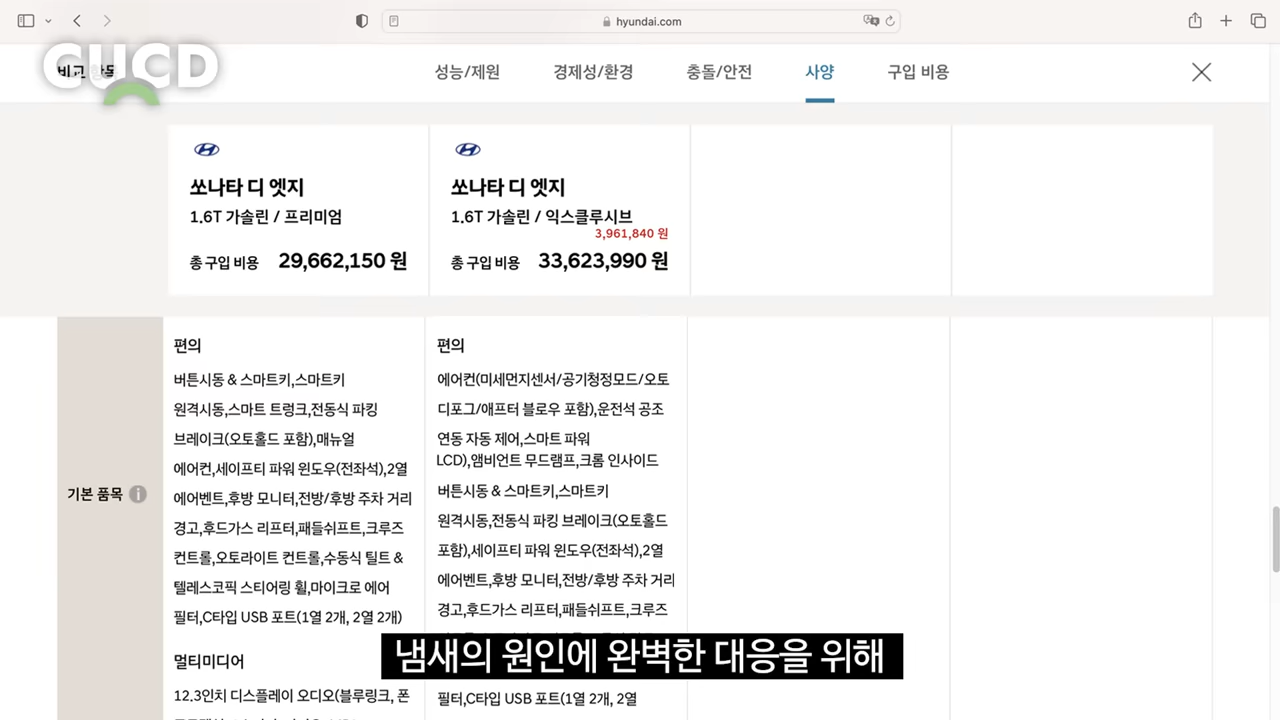 hyundai.com
CUCD
비교 항목
성능/제원
경제성/환경
충돌/안전
사양
구입 비용
쏘나타 디 엣지
1.6T 가솔린 / 프리미엄
총 구입 비용 29,662,150 원
쏘나타 디 엣지
1.6T 가솔린 / 익스클루시브
3,961,840 원
총 구입 비용 33,623,990 원
기본 품목
편의
버튼시동 & 스마트키,스마트키
원격시동,스마트 트렁크,전동식 파킹
브레이크(오토홀드 포함),매뉴얼
에어컨,세이프티 파워 윈도우(전좌석),2열
에어벤트,후방 모니터,전방/후방 주차 거리
경고,후드가스 리프터,패들쉬프트,크루즈
컨트롤,오토라이트 컨트롤,수동식 틸트 &
텔레스코픽 스티어링 휠,마이크로 에어
필터,C타입 USB 포트(1열 2개, 2열 2개)
멀티미디어
12.3인치 디스플레이 오디오(블루링크, 폰
편의
에어컨(미세먼지센서/공기청정모드/오토
디포그/애프터 블로우 포함),운전석 공조
연동 자동 제어,스마트 파워
LCD),앰비언트 무드램프,크롬 인사이드
버튼시동 & 스마트키,스마트키
원격시동,전동식 파킹 브레이크(오토홀드
포함),세이프티 파워 윈도우(전좌석),2열
에어벤트,후방 모니터,전방/후방 주차 거리
경고,후드가스 리프터,패들쉬프트,크루즈
필터,C타입 USB 포트(1열 2개, 2열
냄새의 원인에 완벽한 대응을 위해